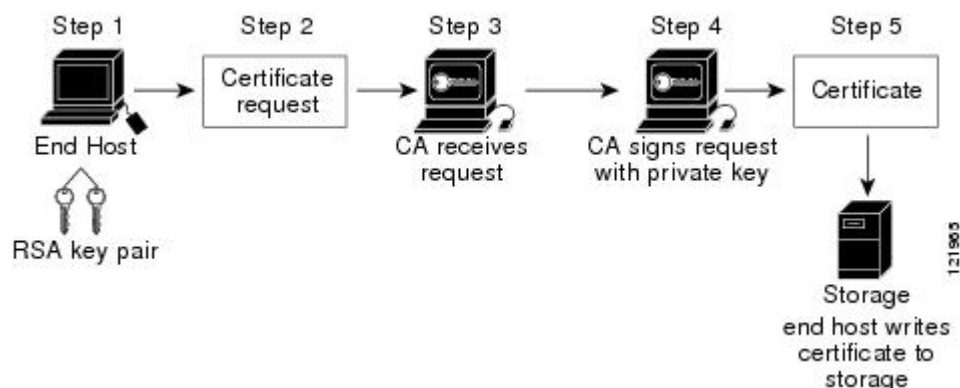 Step 1
Step 2
Step 3
Step 4
Step 5
Certificate
request
Certificate
End Host
CA receives
request
CA signs request
with private key
RSA key pair
121965
Storage
end host writes
certificate to
storage